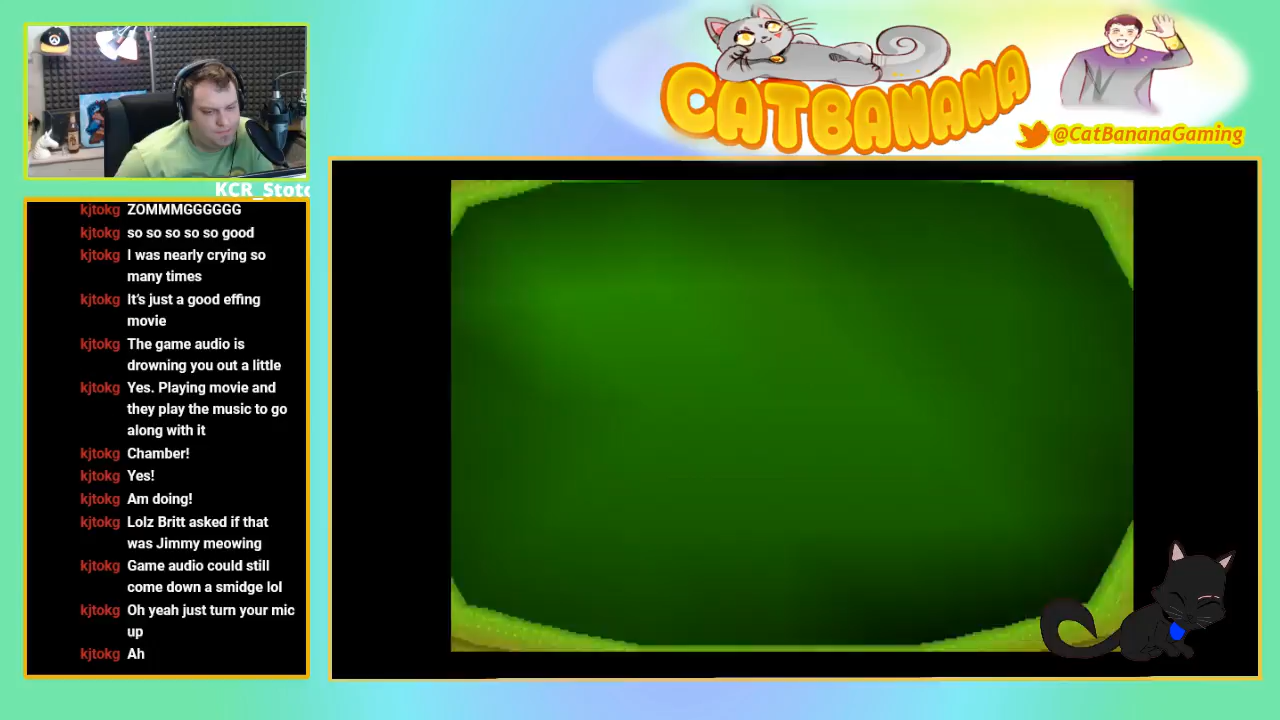 CATBANANA
@CatBananaGaming
KCR_Stoto
kjtokg ZOMMMGGGGGG
kjtokg so so so so so good
kjtokg I was nearly crying so
many times
kjtokg It's just a good effing
movie
kjtokg The game audio is
drowning you out a little
kjtokg Yes. Playing movie and
they play the music to go
along with it
kjtokg Chamber!
kjtokg Yes!
kjtokg Am doing!
kjtokg Lolz Britt asked if that
was Jimmy meowing
kjtokg Game audio could still
come down a smidge lol
kjtokg Oh yeah just turn your mic
up
kjtokg Ah